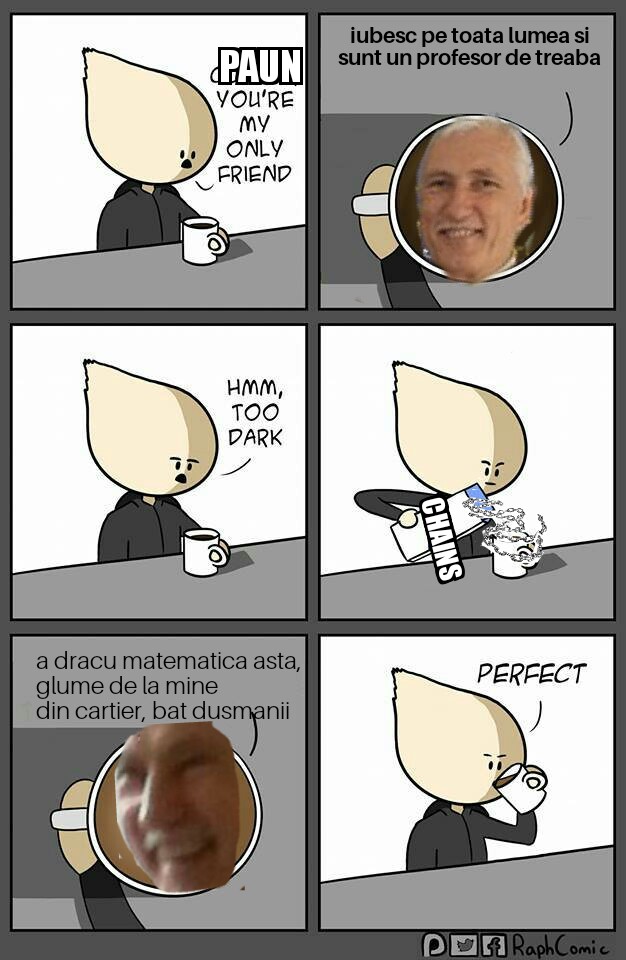 PAUN
YOU'RE
MY
ONLY
FRIEND
iubesc pe toata lumea si
sunt un profesor de treaba
HMM,
TOO
DARK
CHAINS
a dracu matematica asta,
glume de la mine
din cartier, bat dusmanii
PERFECT
RaphComic